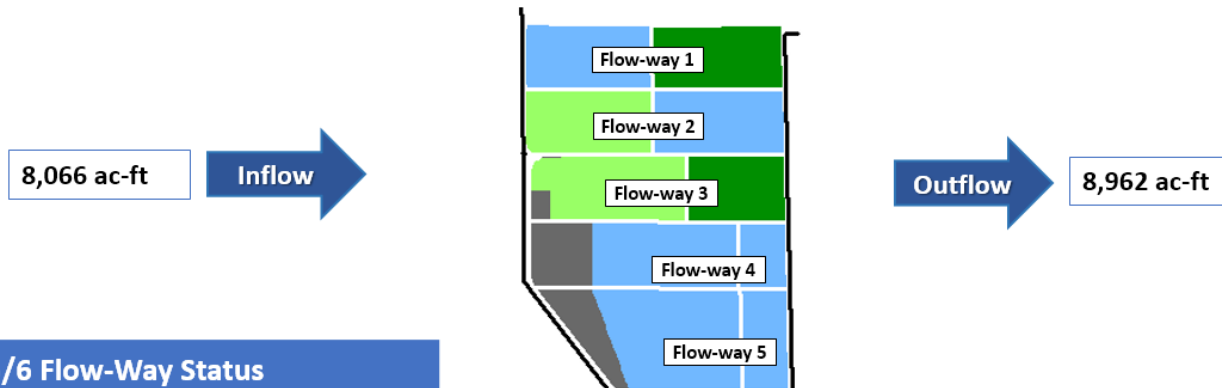 Flow-way 1
Flow-way 2
8,066 ac-ft
Inflow
Flow-way 3
Outflow
8,962 ac-ft
Flow-way 4
Flow-way 5
/6 Flow-Way Status